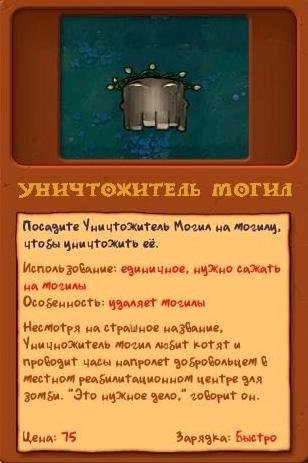 Уничтожитель могил
Посадите Уничтожитель Могил на могилу,
чтобы уничтожить её.
Использование: единичное, нужно сажать
на могилы
Особенность: удаляет могилы
Несмотря на страшное название,
Уничножитель могил любит котят и
проводит часы напролет добровольцем в
местном реабилитационном центре для
зомби. "Это нужное дело," говорит он.
Цена: 75 Зарядка: Быстро